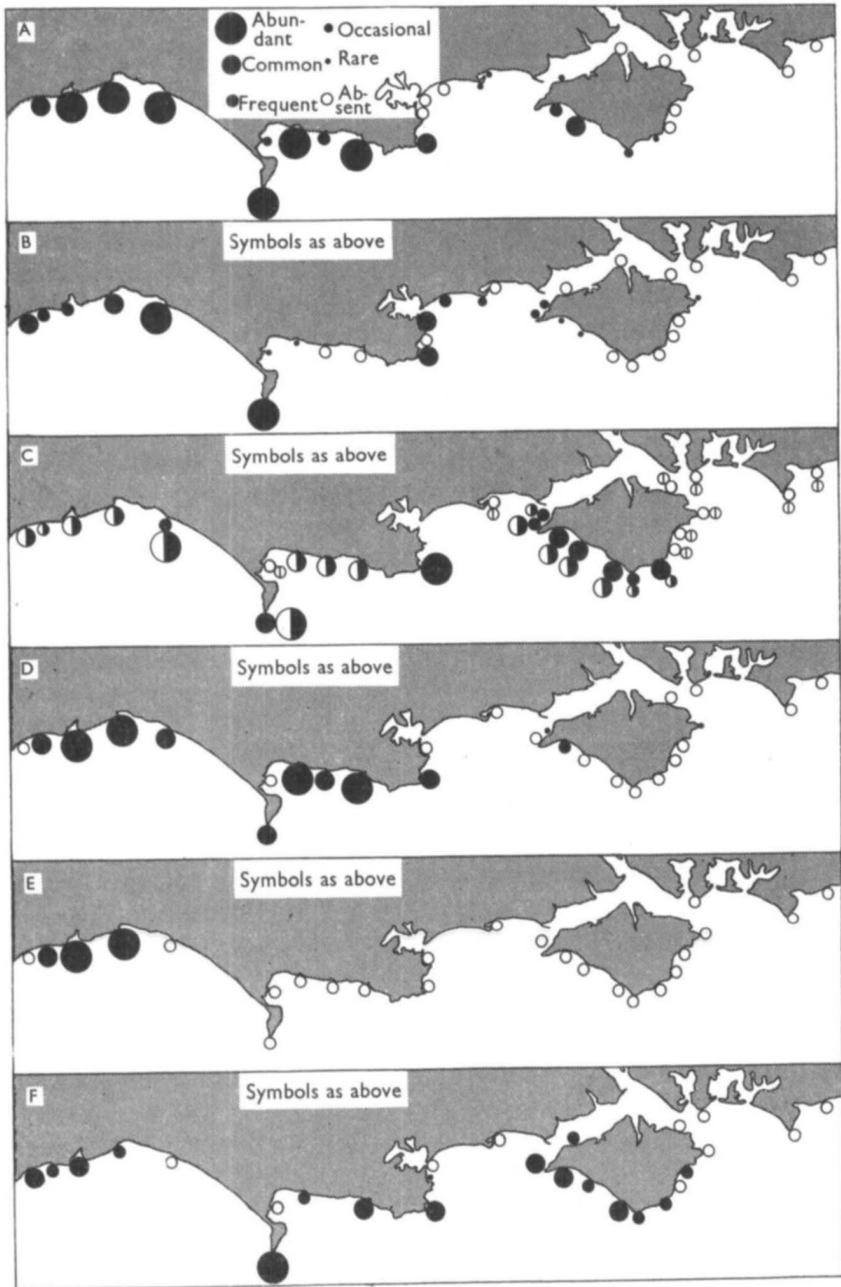 A
Abun-
dant
Common
Frequent
Occasional
Rare
Ab-
sent
B
Symbols as above
C
Symbols as above
D
Symbols as above
E
Symbols as above
F
Symbols as above